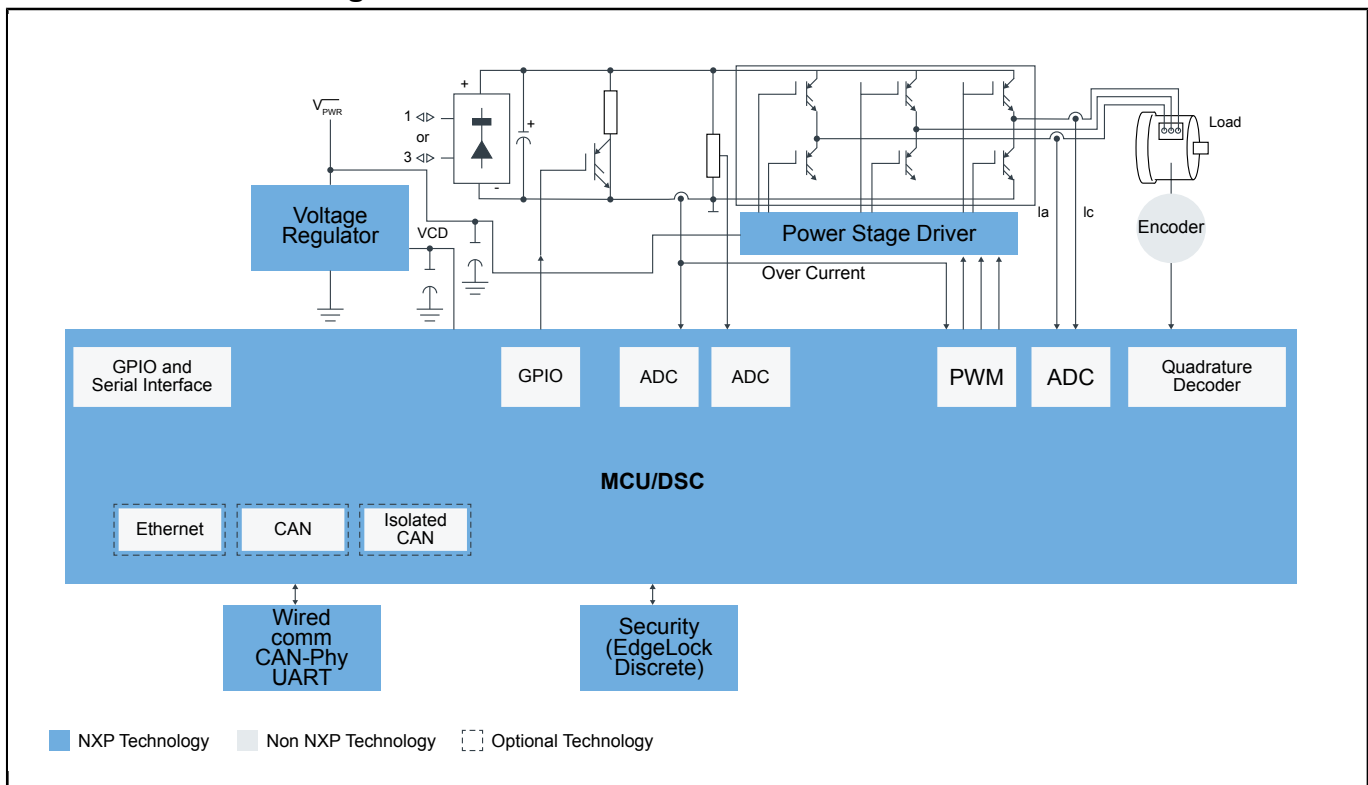 +
V PWR
1
or
3
+
-
Load
Voltage
Regulator
VCD
Power Stage Driver
Ia
Ic
Encoder
Over Current
GPIO and
Serial Interface
GPIO
ADC
ADC
PWM
ADC
Quadrature
Decoder
MCU/DSC
Ethernet
CAN
Isolated
CAN
Wired
comm
CAN-Phy
UART
Security
(EdgeLock
Discrete)
NXP Technology
Non NXP Technology
Optional Technology